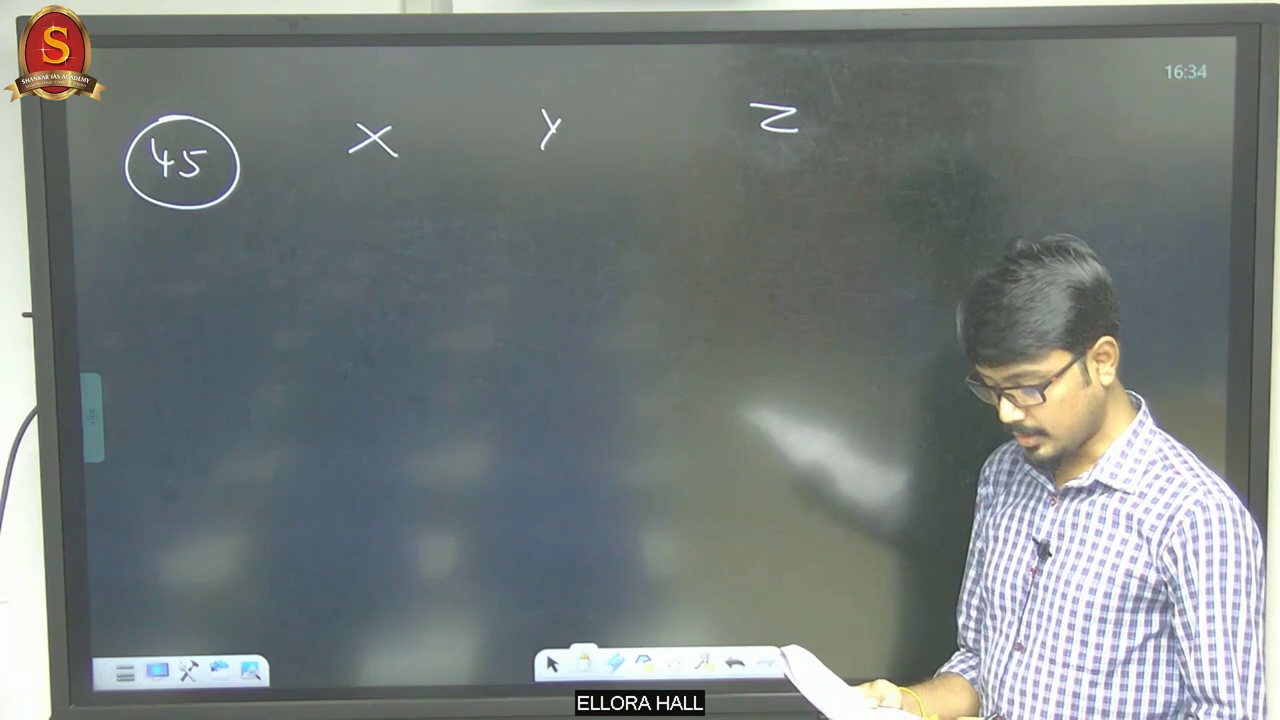 S
SHANKAR IAS ACADEMY
16:34
45 X Y Z
ELLORA HALL